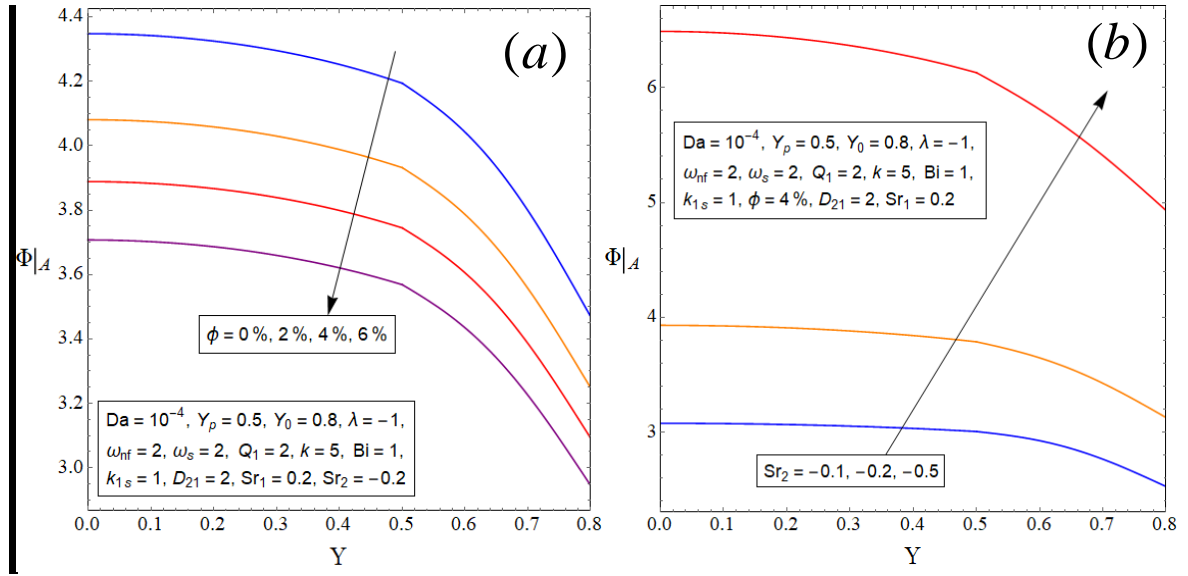 (a)
4.4
4.2
4.0
3.8
3.6
3.4
3.2
3.0
Φ|𝒜
ϕ = 0 %, 2 %, 4 %, 6 %
Da = 10⁻⁴, Yₚ = 0.5, Y₀ = 0.8, λ = −1,
ωₙf = 2, ωₛ = 2, Q₁ = 2, k = 5, Bi = 1,
k₁ₛ = 1, D₂₁ = 2, Sr₁ = 0.2, Sr₂ = −0.2
0.0 0.1 0.2 0.3 0.4 0.5 0.6 0.7 0.8
Y
(b)
6
5
4
3
Φ|𝒜
Da = 10⁻⁴, Yₚ = 0.5, Y₀ = 0.8, λ = −1,
ωₙf = 2, ωₛ = 2, Q₁ = 2, k = 5, Bi = 1,
k₁ₛ = 1, ϕ = 4 %, D₂₁ = 2, Sr₁ = 0.2
Sr₂ = −0.1, −0.2, −0.5
0.0 0.1 0.2 0.3 0.4 0.5 0.6 0.7 0.8
Y